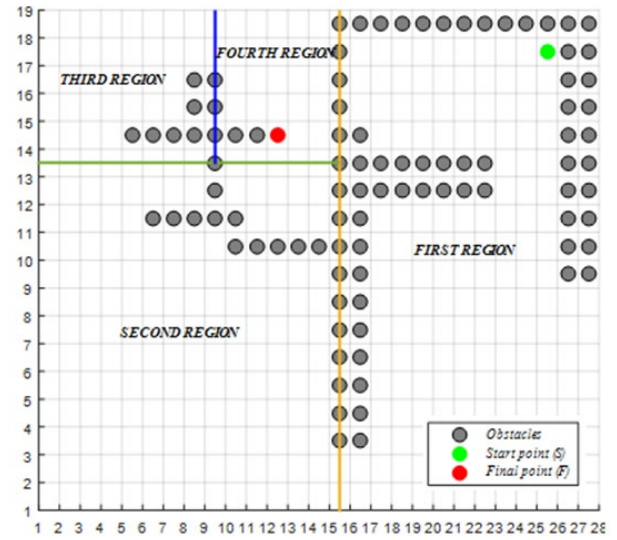 19
18
17
16
15
14
13
12
11
10
9
8
7
6
5
4
3
2
1
FOURTH REGION
THIRD REGION
FIRST REGION
SECOND REGION
Obstacles
Start point (S)
Final point (F)
1 2 3 4 5 6 7 8 9 10 11 12 13 14 15 16 17 18 19 20 21 22 23 24 25 26 27 28